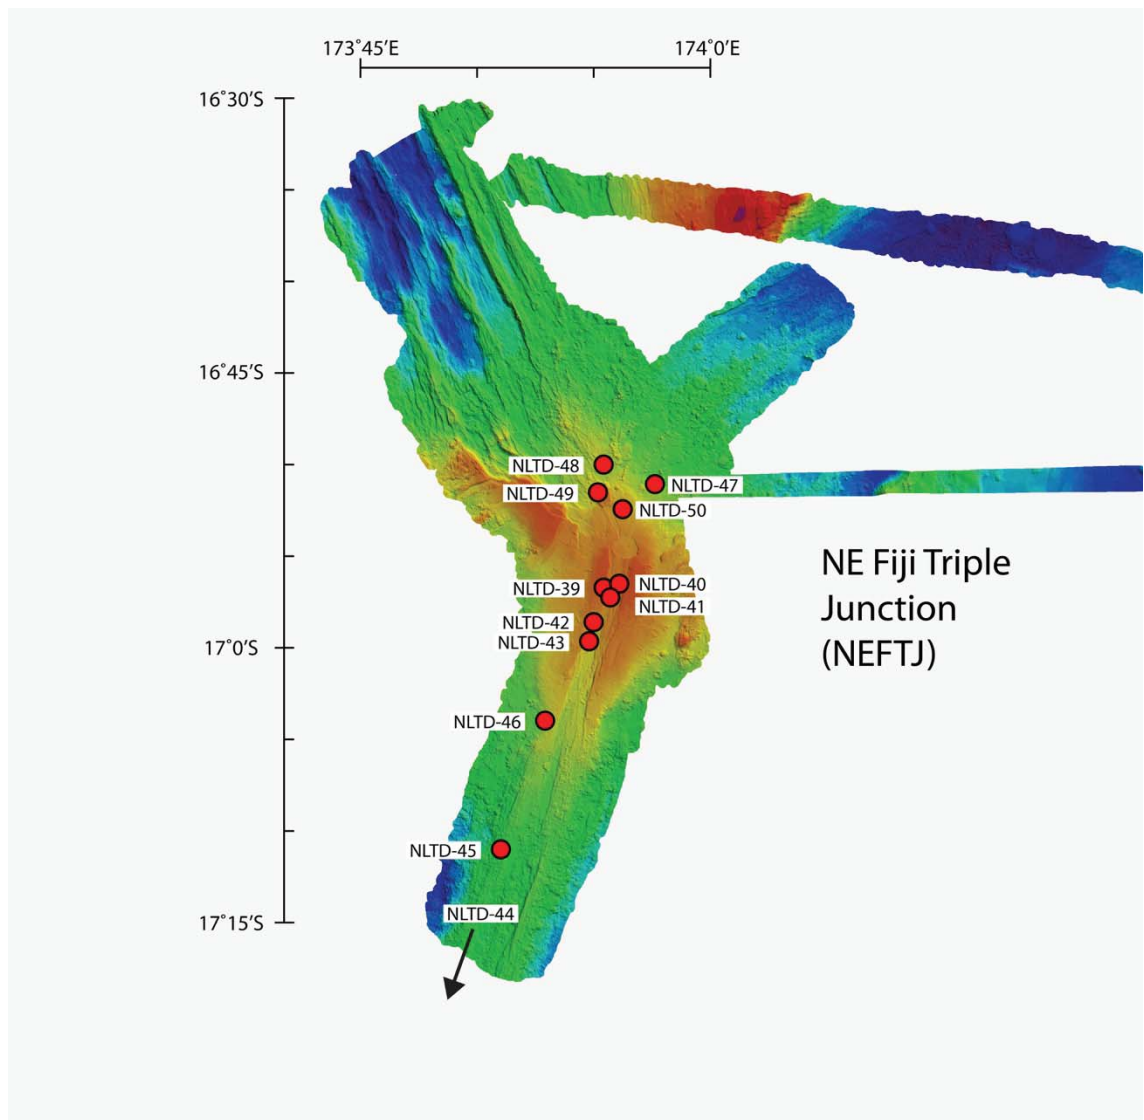 173˚45'E
174˚0'E
16˚30'S
16˚45'S
NLTD-48
NLTD-47
NLTD-49
NLTD-50
NE Fiji Triple
Junction
(NEFTJ)
NLTD-39
NLTD-40
NLTD-41
NLTD-42
NLTD-43
17˚0'S
NLTD-46
NLTD-45
NLTD-44
17˚15'S